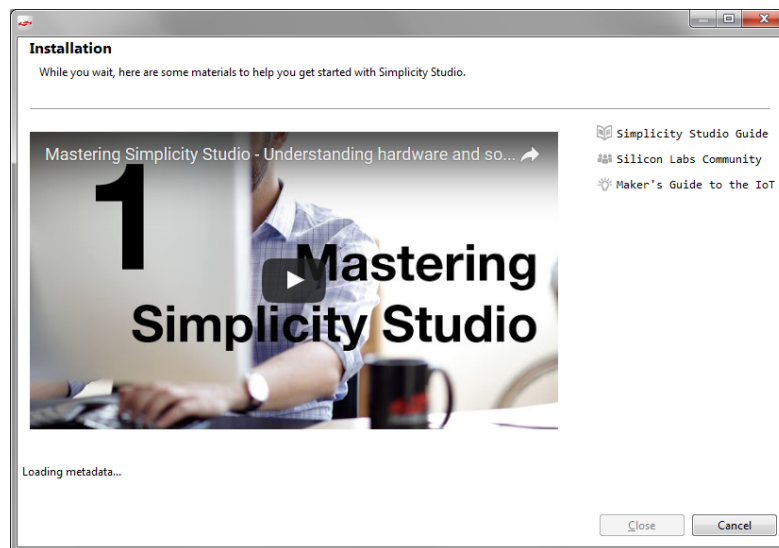 Installation
While you wait, here are some materials to help you get started with Simplicity Studio.
Mastering Simplicity Studio - Understanding hardware and so...
1
Mastering
Simplicity Studio
Simplicity Studio Guide
Silicon Labs Community
Maker's Guide to the IoT
Loading metadata...
Close
Cancel